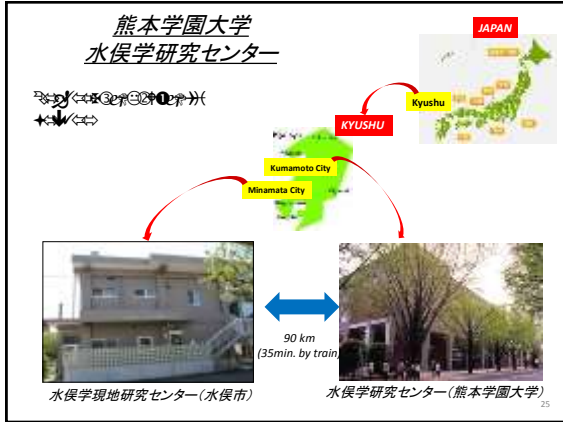 熊本学園大学
水俣学研究センター
JAPAN
Kyushu
KYUSHU
Kumamoto City
Minamata City
90 km
(35min. by train)
水俣学現地研究センター(水俣市)
水俣学研究センター(熊本学園大学)
25